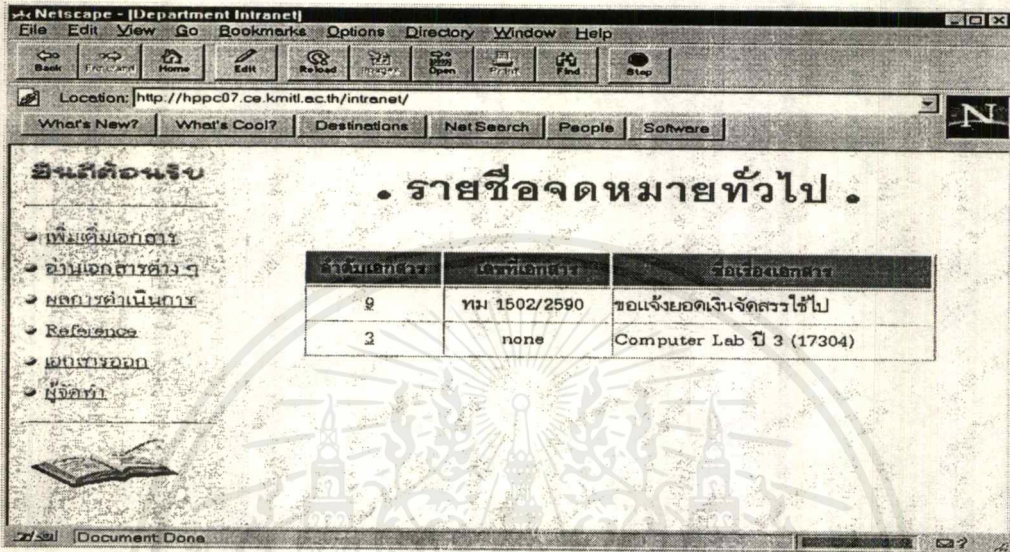 Netscape - [Department Intranet]
File Edit View Go Bookmarks Options Directory Window Help
Back Forward Home Edit Reload Images Open Print Find Stop
Location: http://hppc07.ce.kmitl.ac.th/intranet/
What's New? What's Cool? Destinations Net Search People Software
N
ยินดีต้อนรับ
เพิ่มเติมเอกสาร
อ่านเอกสารต่าง ๆ
ผลการดำเนินการ
Reference
เอกสารออก
ผู้จัดทำ
• รายชื่อจดหมายทั่วไป •
ลำดับเอกสาร เลขที่เอกสาร ชื่อเรื่องเอกสาร
9 ทม 1502/2590 ขอแจ้งยอดเงินจัดสรรใช้ไป
3 none Computer Lab ปี 3 (17304)
Document: Done